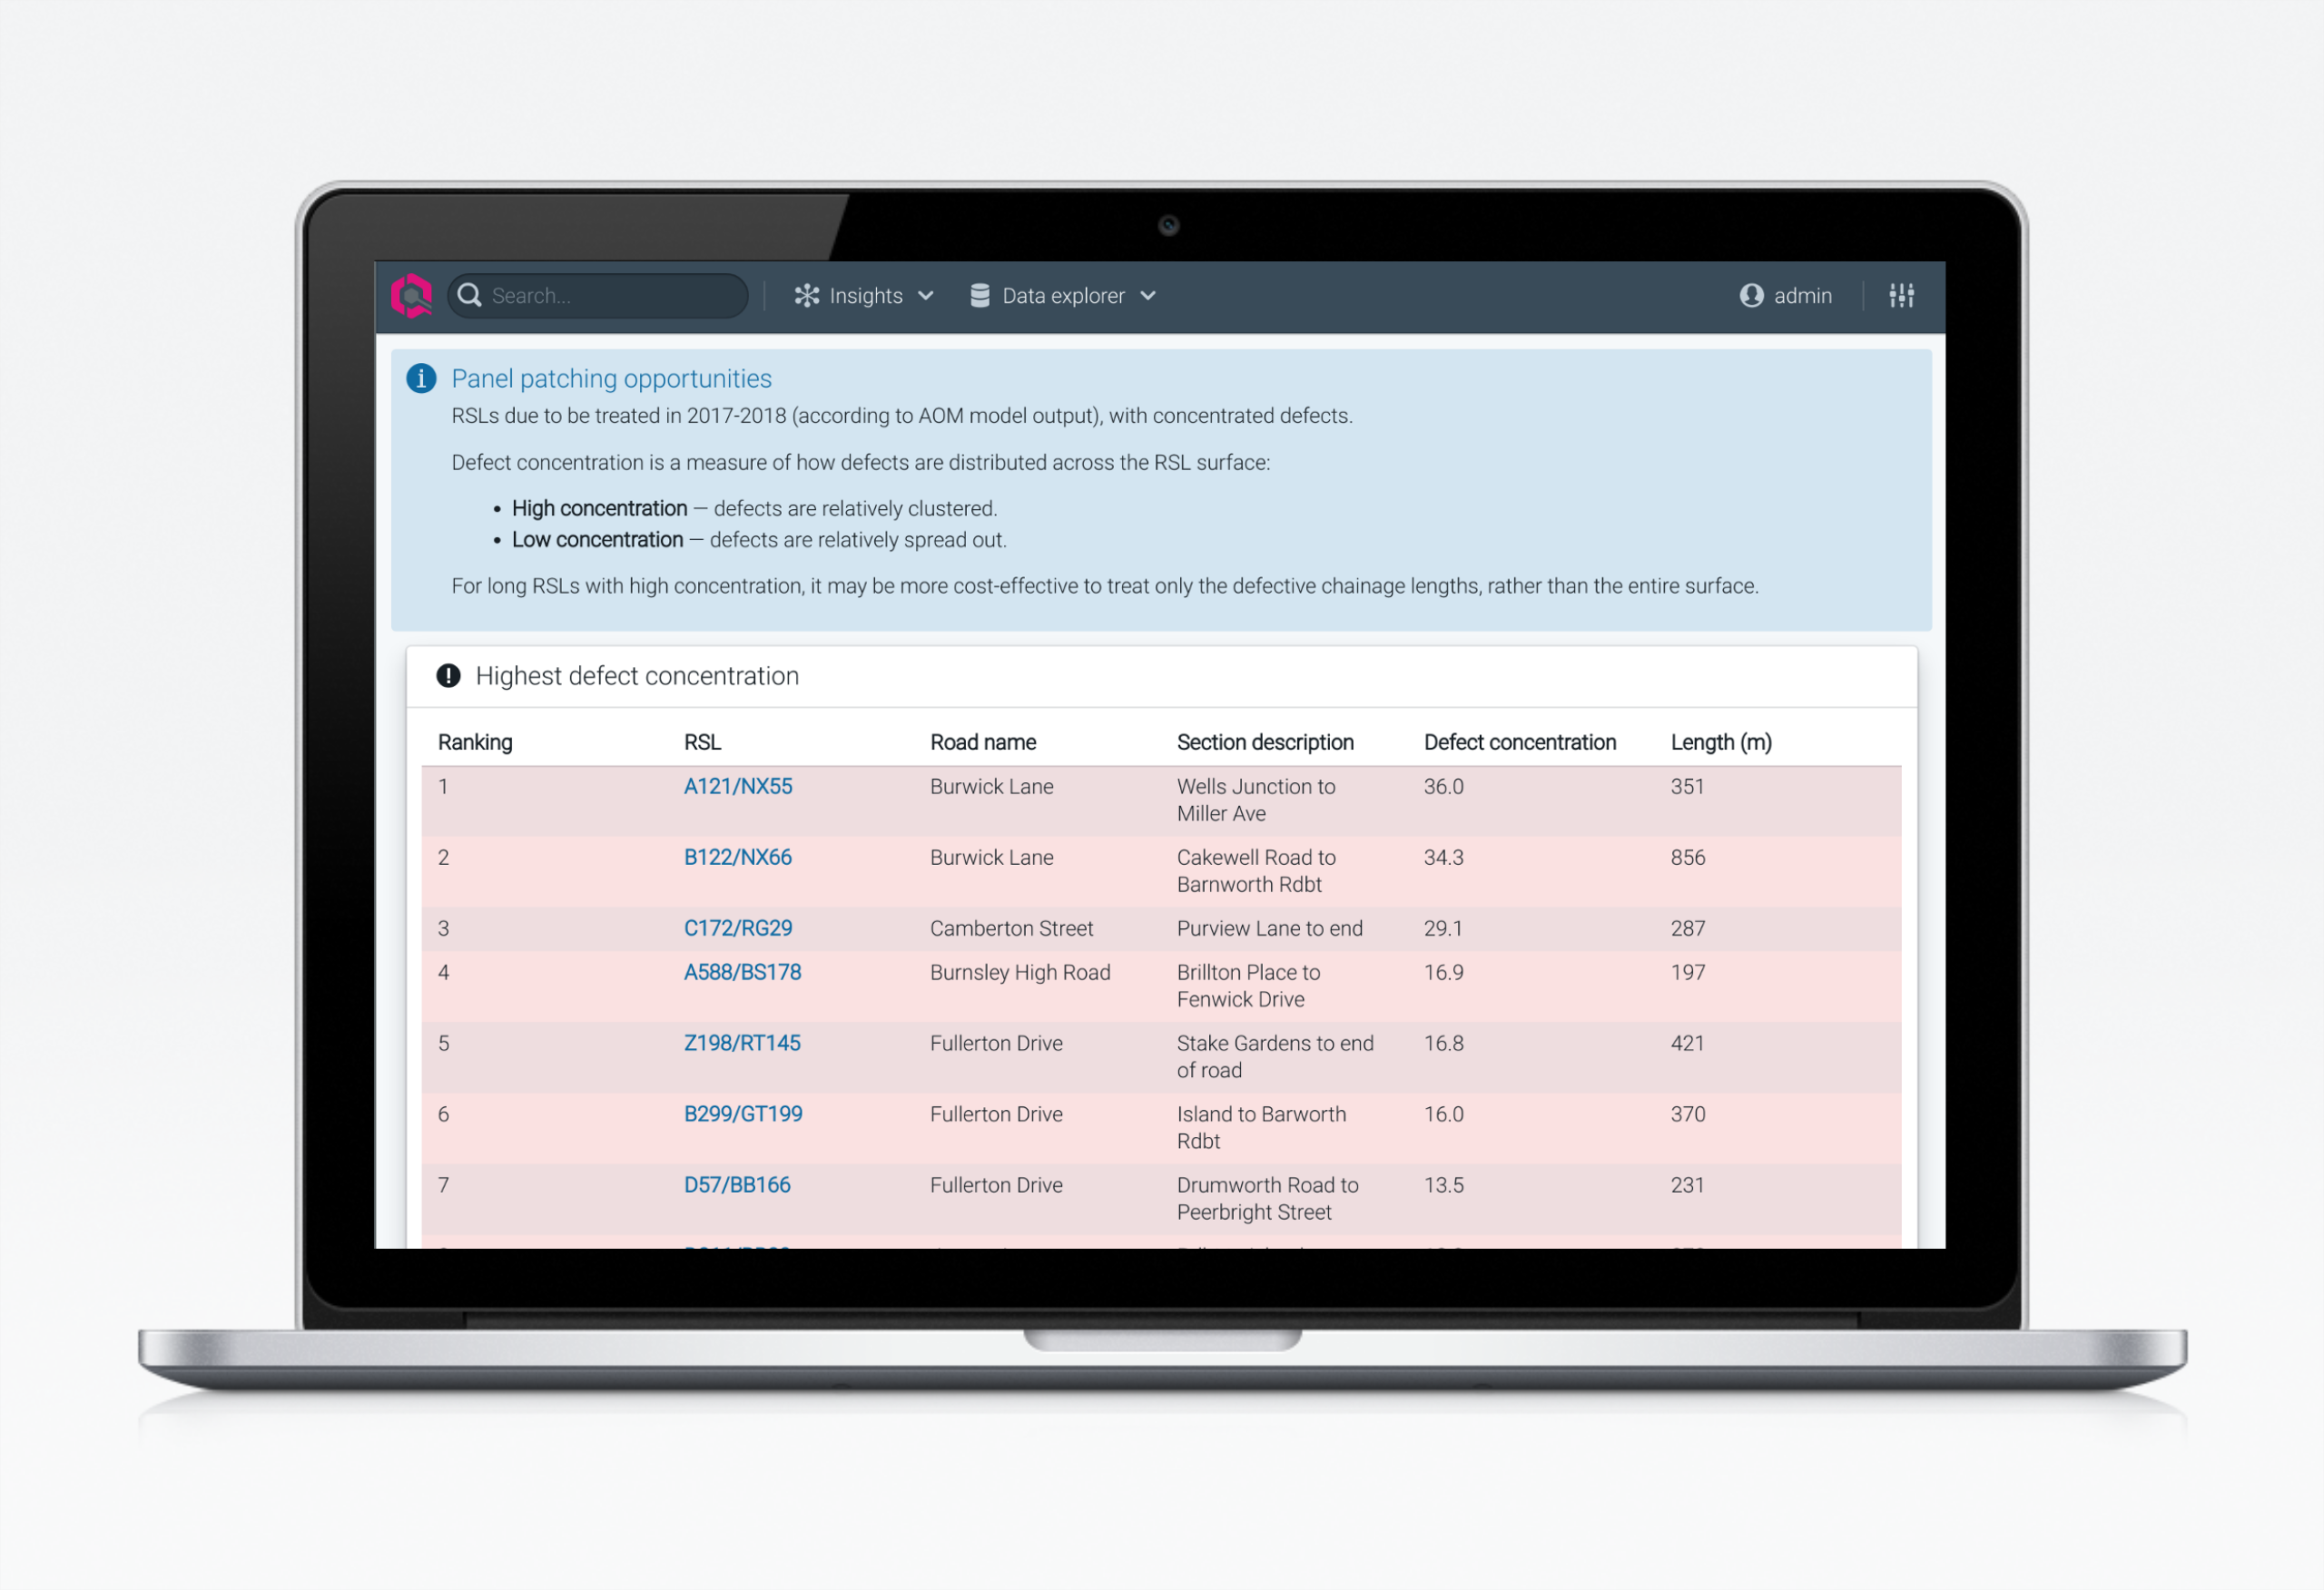 Search...
Insights
Data explorer
admin
Panel patching opportunities
RSLs due to be treated in 2017-2018 (according to AOM model output), with concentrated defects.
Defect concentration is a measure of how defects are distributed across the RSL surface:
• High concentration — defects are relatively clustered.
• Low concentration — defects are relatively spread out.
For long RSLs with high concentration, it may be more cost-effective to treat only the defective chainage lengths, rather than the entire surface.
Highest defect concentration
Ranking RSL Road name Section description Defect concentration Length (m)
1 A121/NX55 Burwick Lane Wells Junction to 36.0 351
Miller Ave
2 B122/NX66 Burwick Lane Cakewell Road to 34.3 856
Barnworth Rdbt
3 C172/RG29 Camberton Street Purview Lane to end 29.1 287
4 A588/BS178 Burnsley High Road Brillton Place to 16.9 197
Fenwick Drive
5 Z198/RT145 Fullerton Drive Stake Gardens to end 16.8 421
of road
6 B299/GT199 Fullerton Drive Island to Barworth 16.0 370
Rdbt
7 D57/BB166 Fullerton Drive Drumworth Road to 13.5 231
Peerbright Street